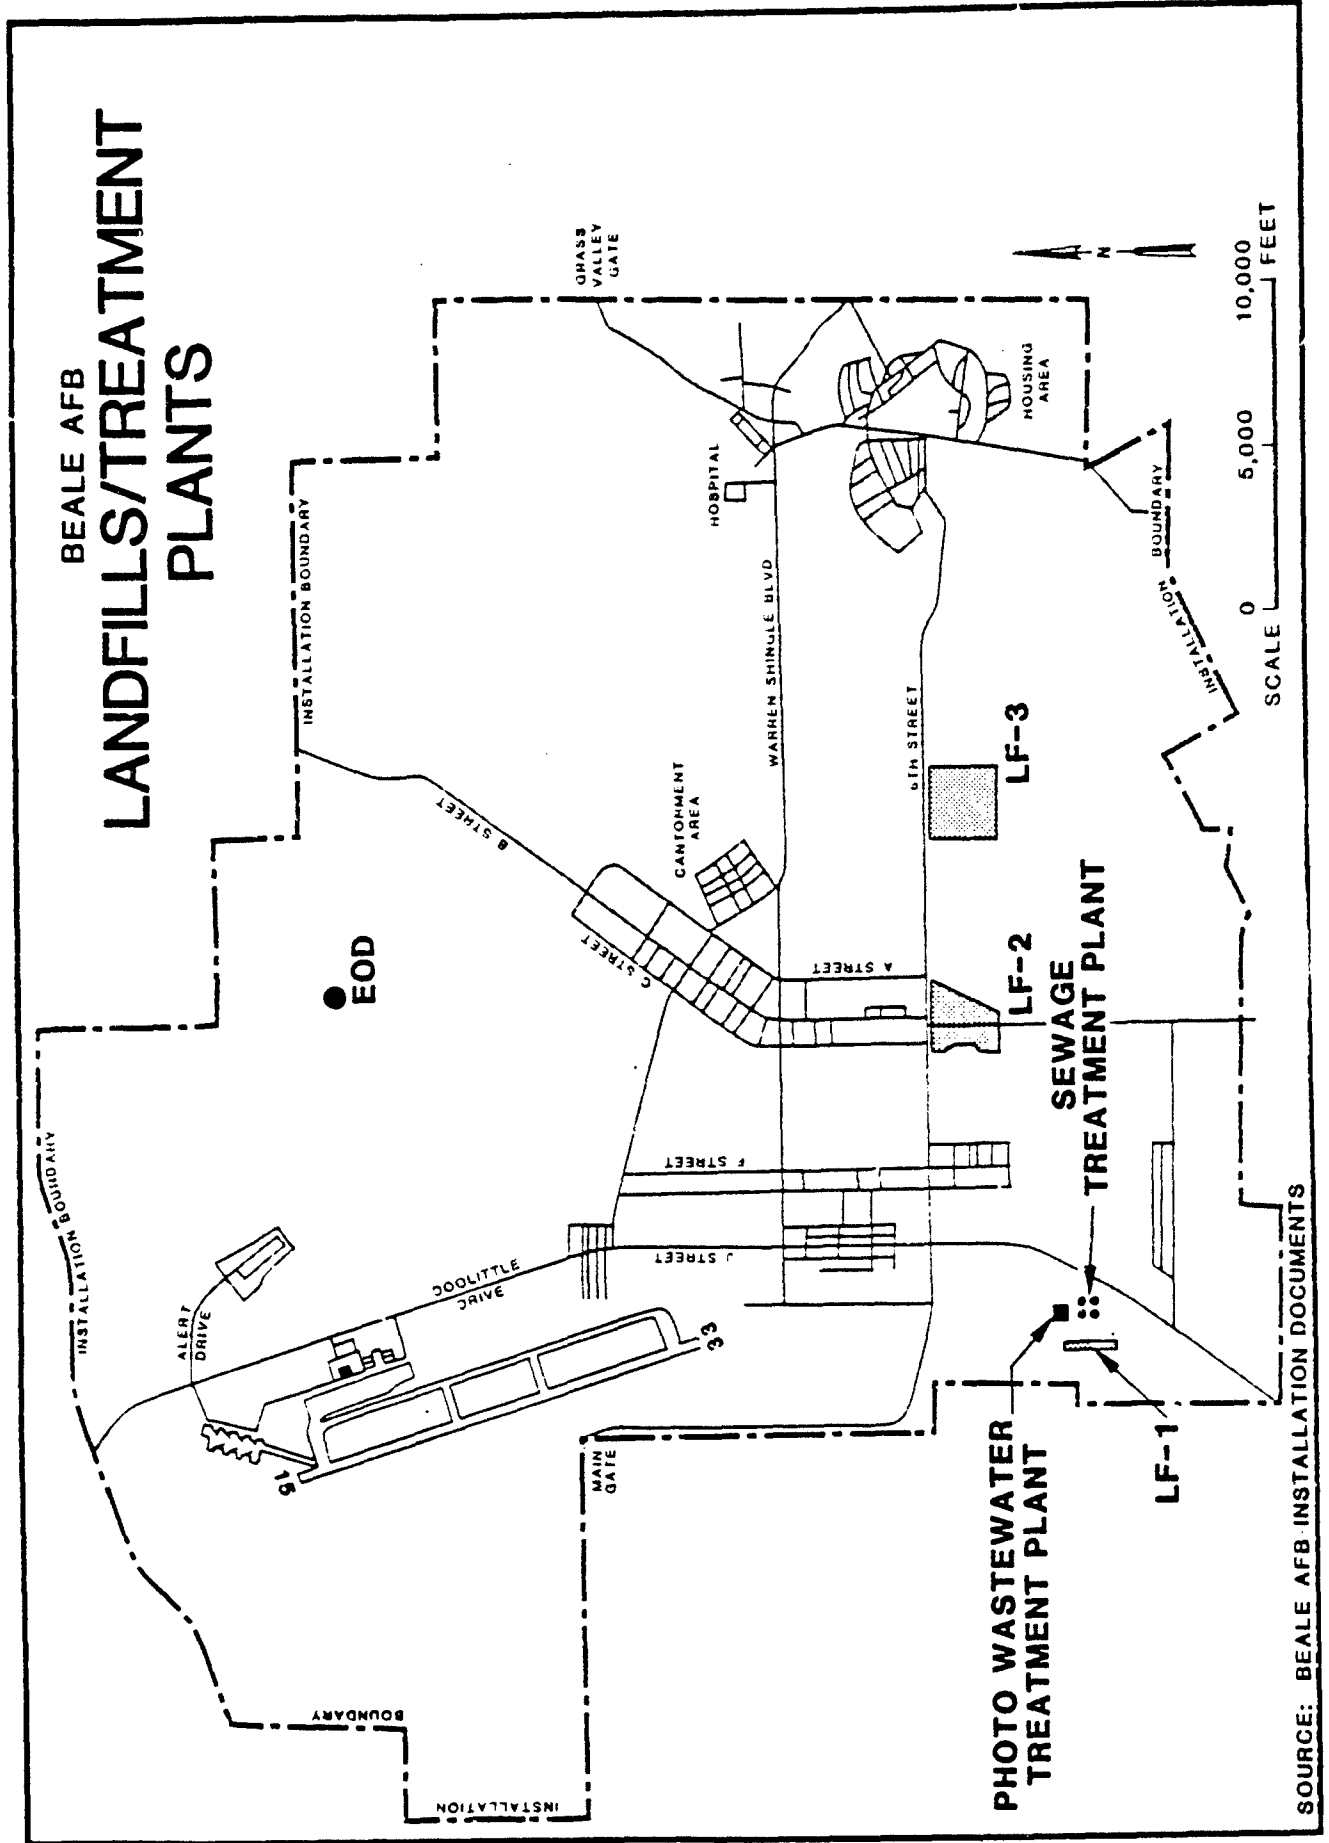 BEALE AFB
LANDFILLS/TREATMENT
PLANTS
INSTALLATION BOUNDARY
INSTALLATION BOUNDARY
BOUNDARY
INSTALLATION
EOD
B STREET
ALERT
DRIVE
DOOLITTLE
DRIVE
15
33
MAIN
GATE
C STREET
CANTONMENT
AREA
GRASS
VALLEY
GATE
HOSPITAL
WARREN SHINGLE BLVD
F STREET
J STREET
A STREET
6TH STREET
HOUSING
AREA
LF-2
LF-3
SEWAGE
TREATMENT PLANT
PHOTO WASTEWATER
TREATMENT PLANT
LF-1
INSTALLATION
BOUNDARY
N
0 5,000 10,000
SCALE FEET
SOURCE: BEALE AFB INSTALLATION DOCUMENTS